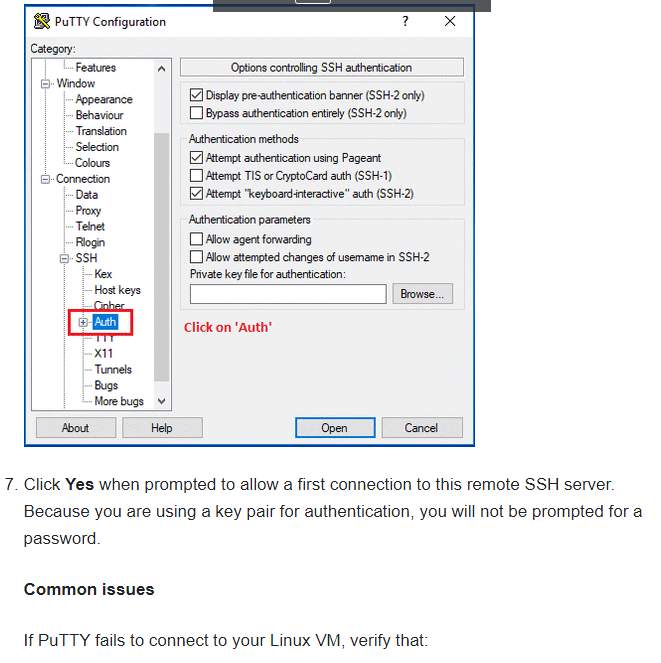 PuTTY Configuration
?
Category:
Features
Window
Appearance
Behaviour
Translation
Selection
Colours
Connection
Data
Proxy
Telnet
Rlogin
SSH
Kex
Host keys
Cipher
Auth
TTY
X11
Tunnels
Bugs
More bugs
Options controlling SSH authentication
Display pre-authentication banner (SSH-2 only)
Bypass authentication entirely (SSH-2 only)
Authentication methods
Attempt authentication using Pageant
Attempt TIS or CryptoCard auth (SSH-1)
Attempt "keyboard-interactive" auth (SSH-2)
Authentication parameters
Allow agent forwarding
Allow attempted changes of username in SSH-2
Private key file for authentication:
Browse...
Click on 'Auth'
About
Help
Open
Cancel
7. Click Yes when prompted to allow a first connection to this remote SSH server.
Because you are using a key pair for authentication, you will not be prompted for a
password.
Common issues
If PuTTY fails to connect to your Linux VM, verify that: